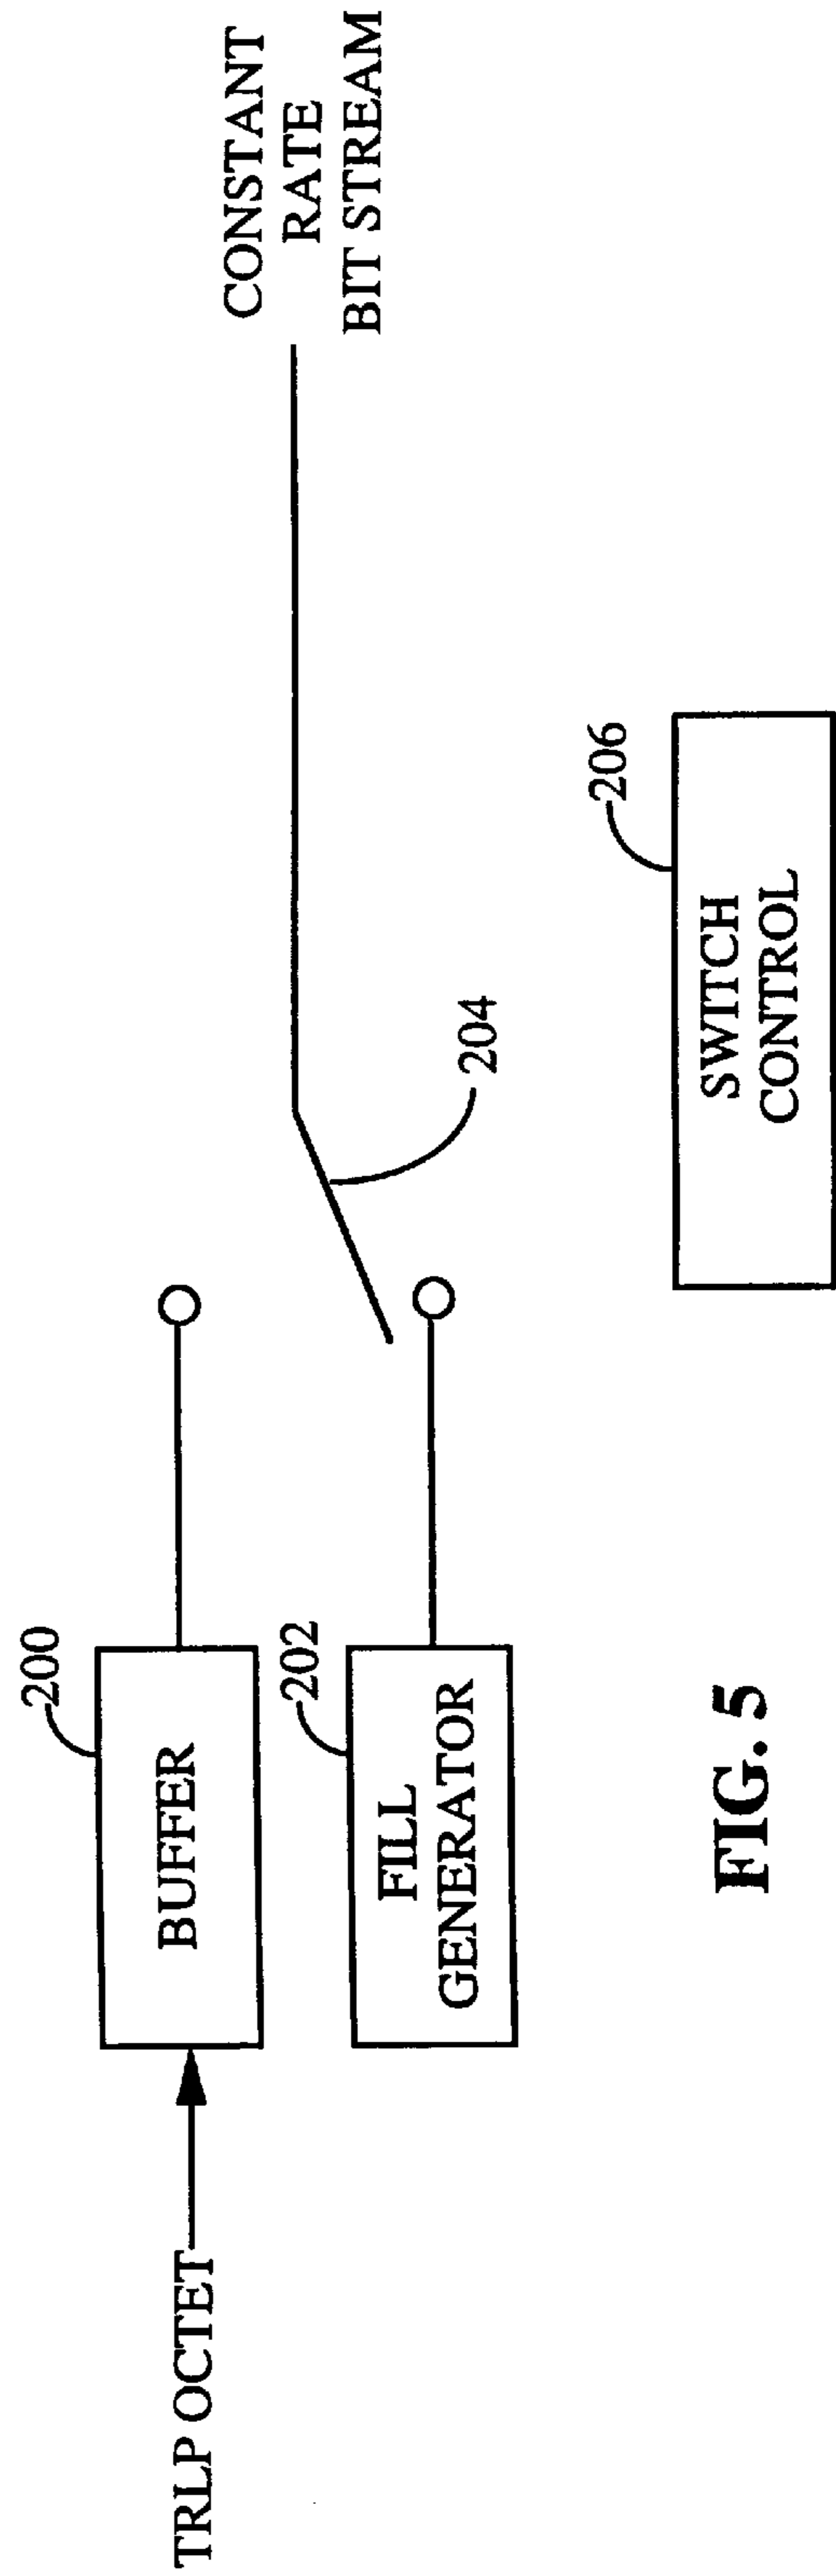 TRLP OCTET
200
BUFFER
202
FILL
GENERATOR
204
CONSTANT
RATE
BIT STREAM
206
SWITCH
CONTROL
FIG. 5